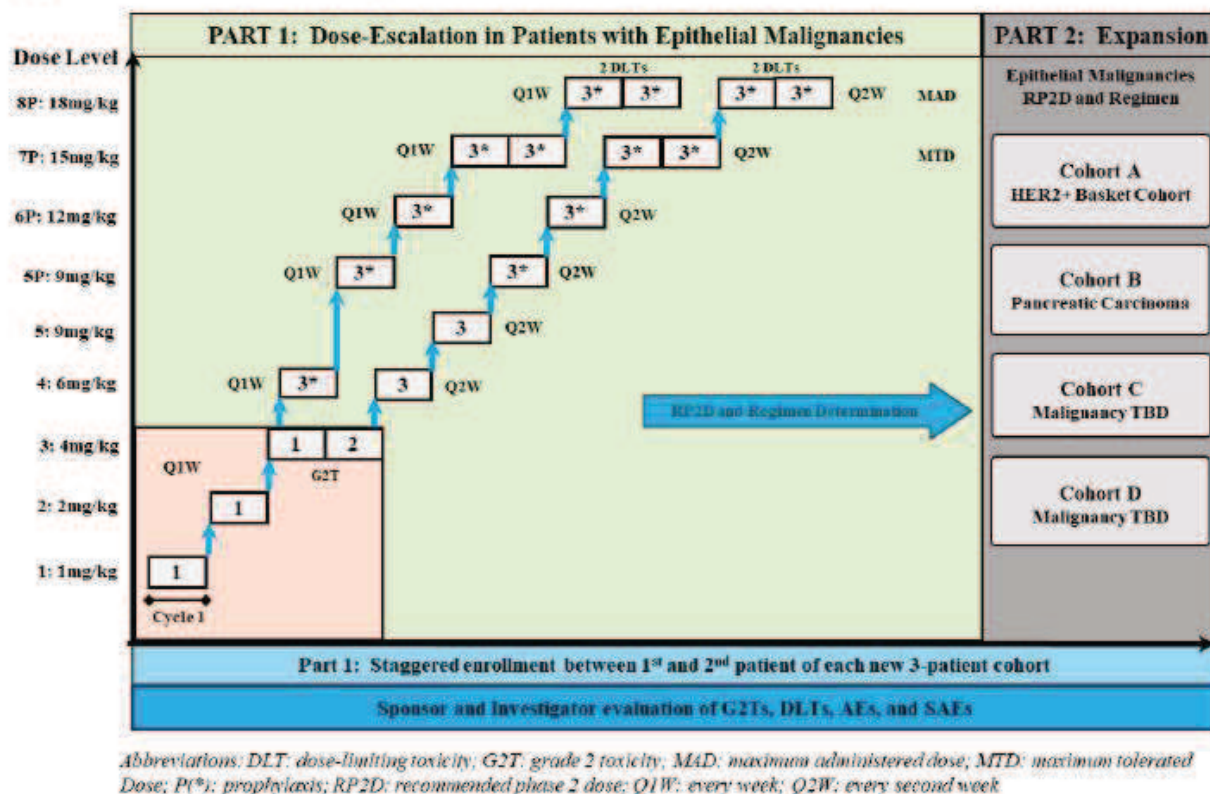 PART 1: Dose-Escalation in Patients with Epithelial Malignancies
PART 2: Expansion
Dose Level
Epithelial Malignancies
RP2D and Regimen
2 DLTs
2 DLTs
8P: 18mg/kg
Q1W
3*
3*
3*
3*
Q2W
MAD
7P: 15mg/kg
Q1W
3*
3*
3*
3*
Q2W
MTD
6P: 12mg/kg
Q1W
3*
3*
Q2W
5P: 9mg/kg
Q1W
3*
3*
Q2W
5: 9mg/kg
3
Q2W
4: 6mg/kg
Q1W
3*
3
Q2W
3: 4mg/kg
Q1W
1
2
G2T
2: 2mg/kg
1
1: 1mg/kg
1
Cycle 1
RP2D and Regimen Determination
Cohort A
HER2+ Basket Cohort
Cohort B
Pancreatic Carcinoma
Cohort C
Malignancy TBD
Cohort D
Malignancy TBD
Part 1: Staggered enrollment between 1st and 2nd patient of each new 3-patient cohort
Sponsor and Investigator evaluation of G2Ts, DLTs, AEs, and SAEs
Abbreviations: DLT: dose-limiting toxicity; G2T: grade 2 toxicity; MAD: maximum administered dose; MTD: maximum tolerated
Dose; P(*): prophylaxis; RP2D: recommended phase 2 dose; Q1W: every week; Q2W: every second week